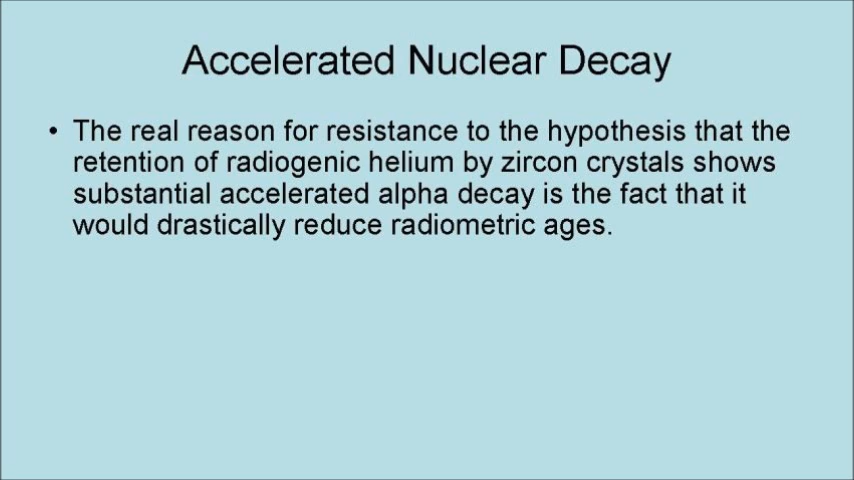 Accelerated Nuclear Decay
• The real reason for resistance to the hypothesis that the
retention of radiogenic helium by zircon crystals shows
substantial accelerated alpha decay is the fact that it
would drastically reduce radiometric ages.